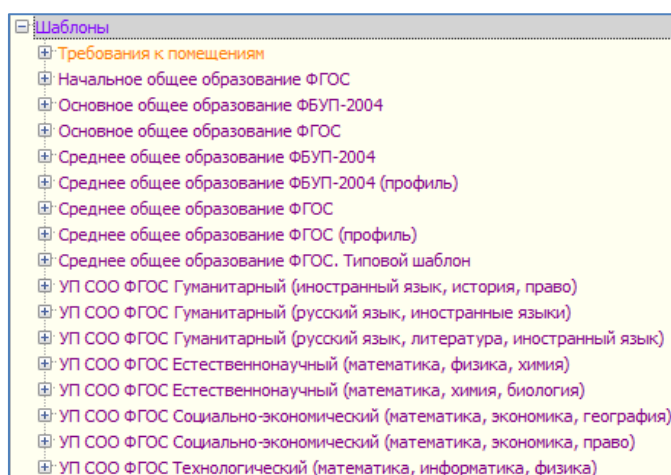 Шаблоны
Требования к помещениям
Начальное общее образование ФГОС
Основное общее образование ФБУП-2004
Основное общее образование ФГОС
Среднее общее образование ФБУП-2004
Среднее общее образование ФБУП-2004 (профиль)
Среднее общее образование ФГОС
Среднее общее образование ФГОС (профиль)
Среднее общее образование ФГОС. Типовой шаблон
УП СОО ФГОС Гуманитарный (иностранный язык, история, право)
УП СОО ФГОС Гуманитарный (русский язык, иностранные языки)
УП СОО ФГОС Гуманитарный (русский язык, литература, иностранный язык)
УП СОО ФГОС Естественнонаучный (математика, физика, химия)
УП СОО ФГОС Естественнонаучный (математика, химия, биология)
УП СОО ФГОС Социально-экономический (математика, экономика, география)
УП СОО ФГОС Социально-экономический (математика, экономика, право)
УП СОО ФГОС Технологический (математика, информатика, физика)